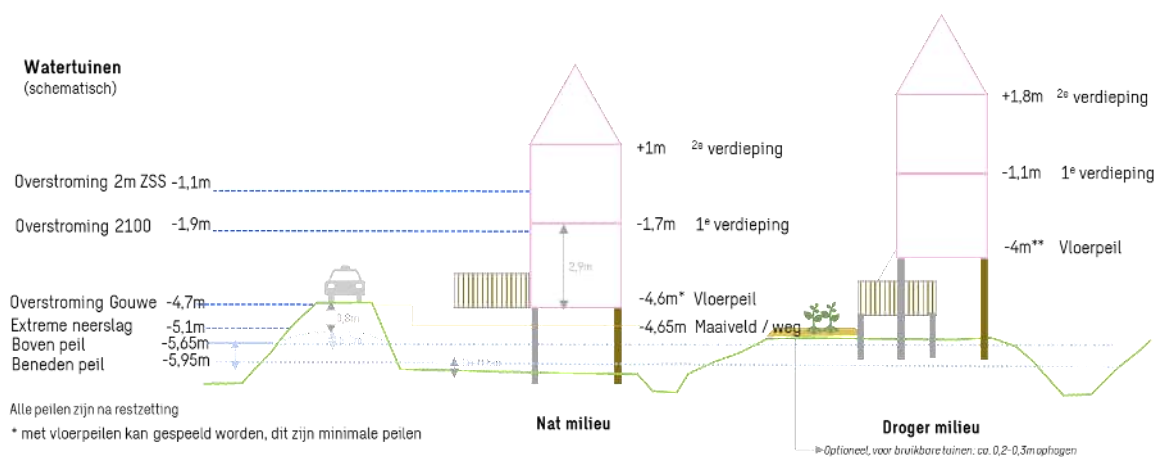 Watertuinen
(schematisch)
Overstroming 2m ZSS -1,1m
Overstroming 2100 -1,9m
Overstroming Gouwe -4,7m
Extreme neerslag -5,1m
Boven peil -5,65m
Beneden peil -5,95m
0,8m
+1m 2e verdieping
-1,7m 1e verdieping
2,9m
-4,6m* Vloerpeil
-4,65m Maaiveld / weg
+1,8m 2e verdieping
-1,1m 1e verdieping
-4m** Vloerpeil
Alle peilen zijn na restzetting
* met vloerpeilen kan gespeeld worden, dit zijn minimale peilen
Nat milieu
Droger milieu
Optioneel, voor bruikbare tuinen: ca. 0,2-0,3m ophogen